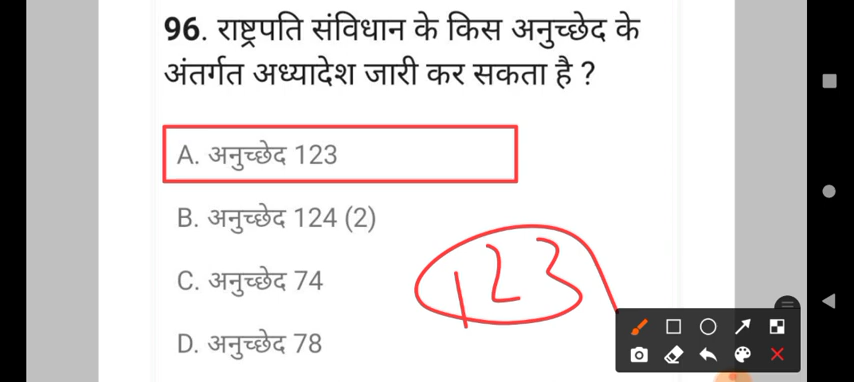 96. राष्ट्रपति संविधान के किस अनुच्छेद के
अंतर्गत अध्यादेश जारी कर सकता है ?
A. अनुच्छेद 123
B. अनुच्छेद 124 (2)
C. अनुच्छेद 74
123
D. अनुच्छेद 78